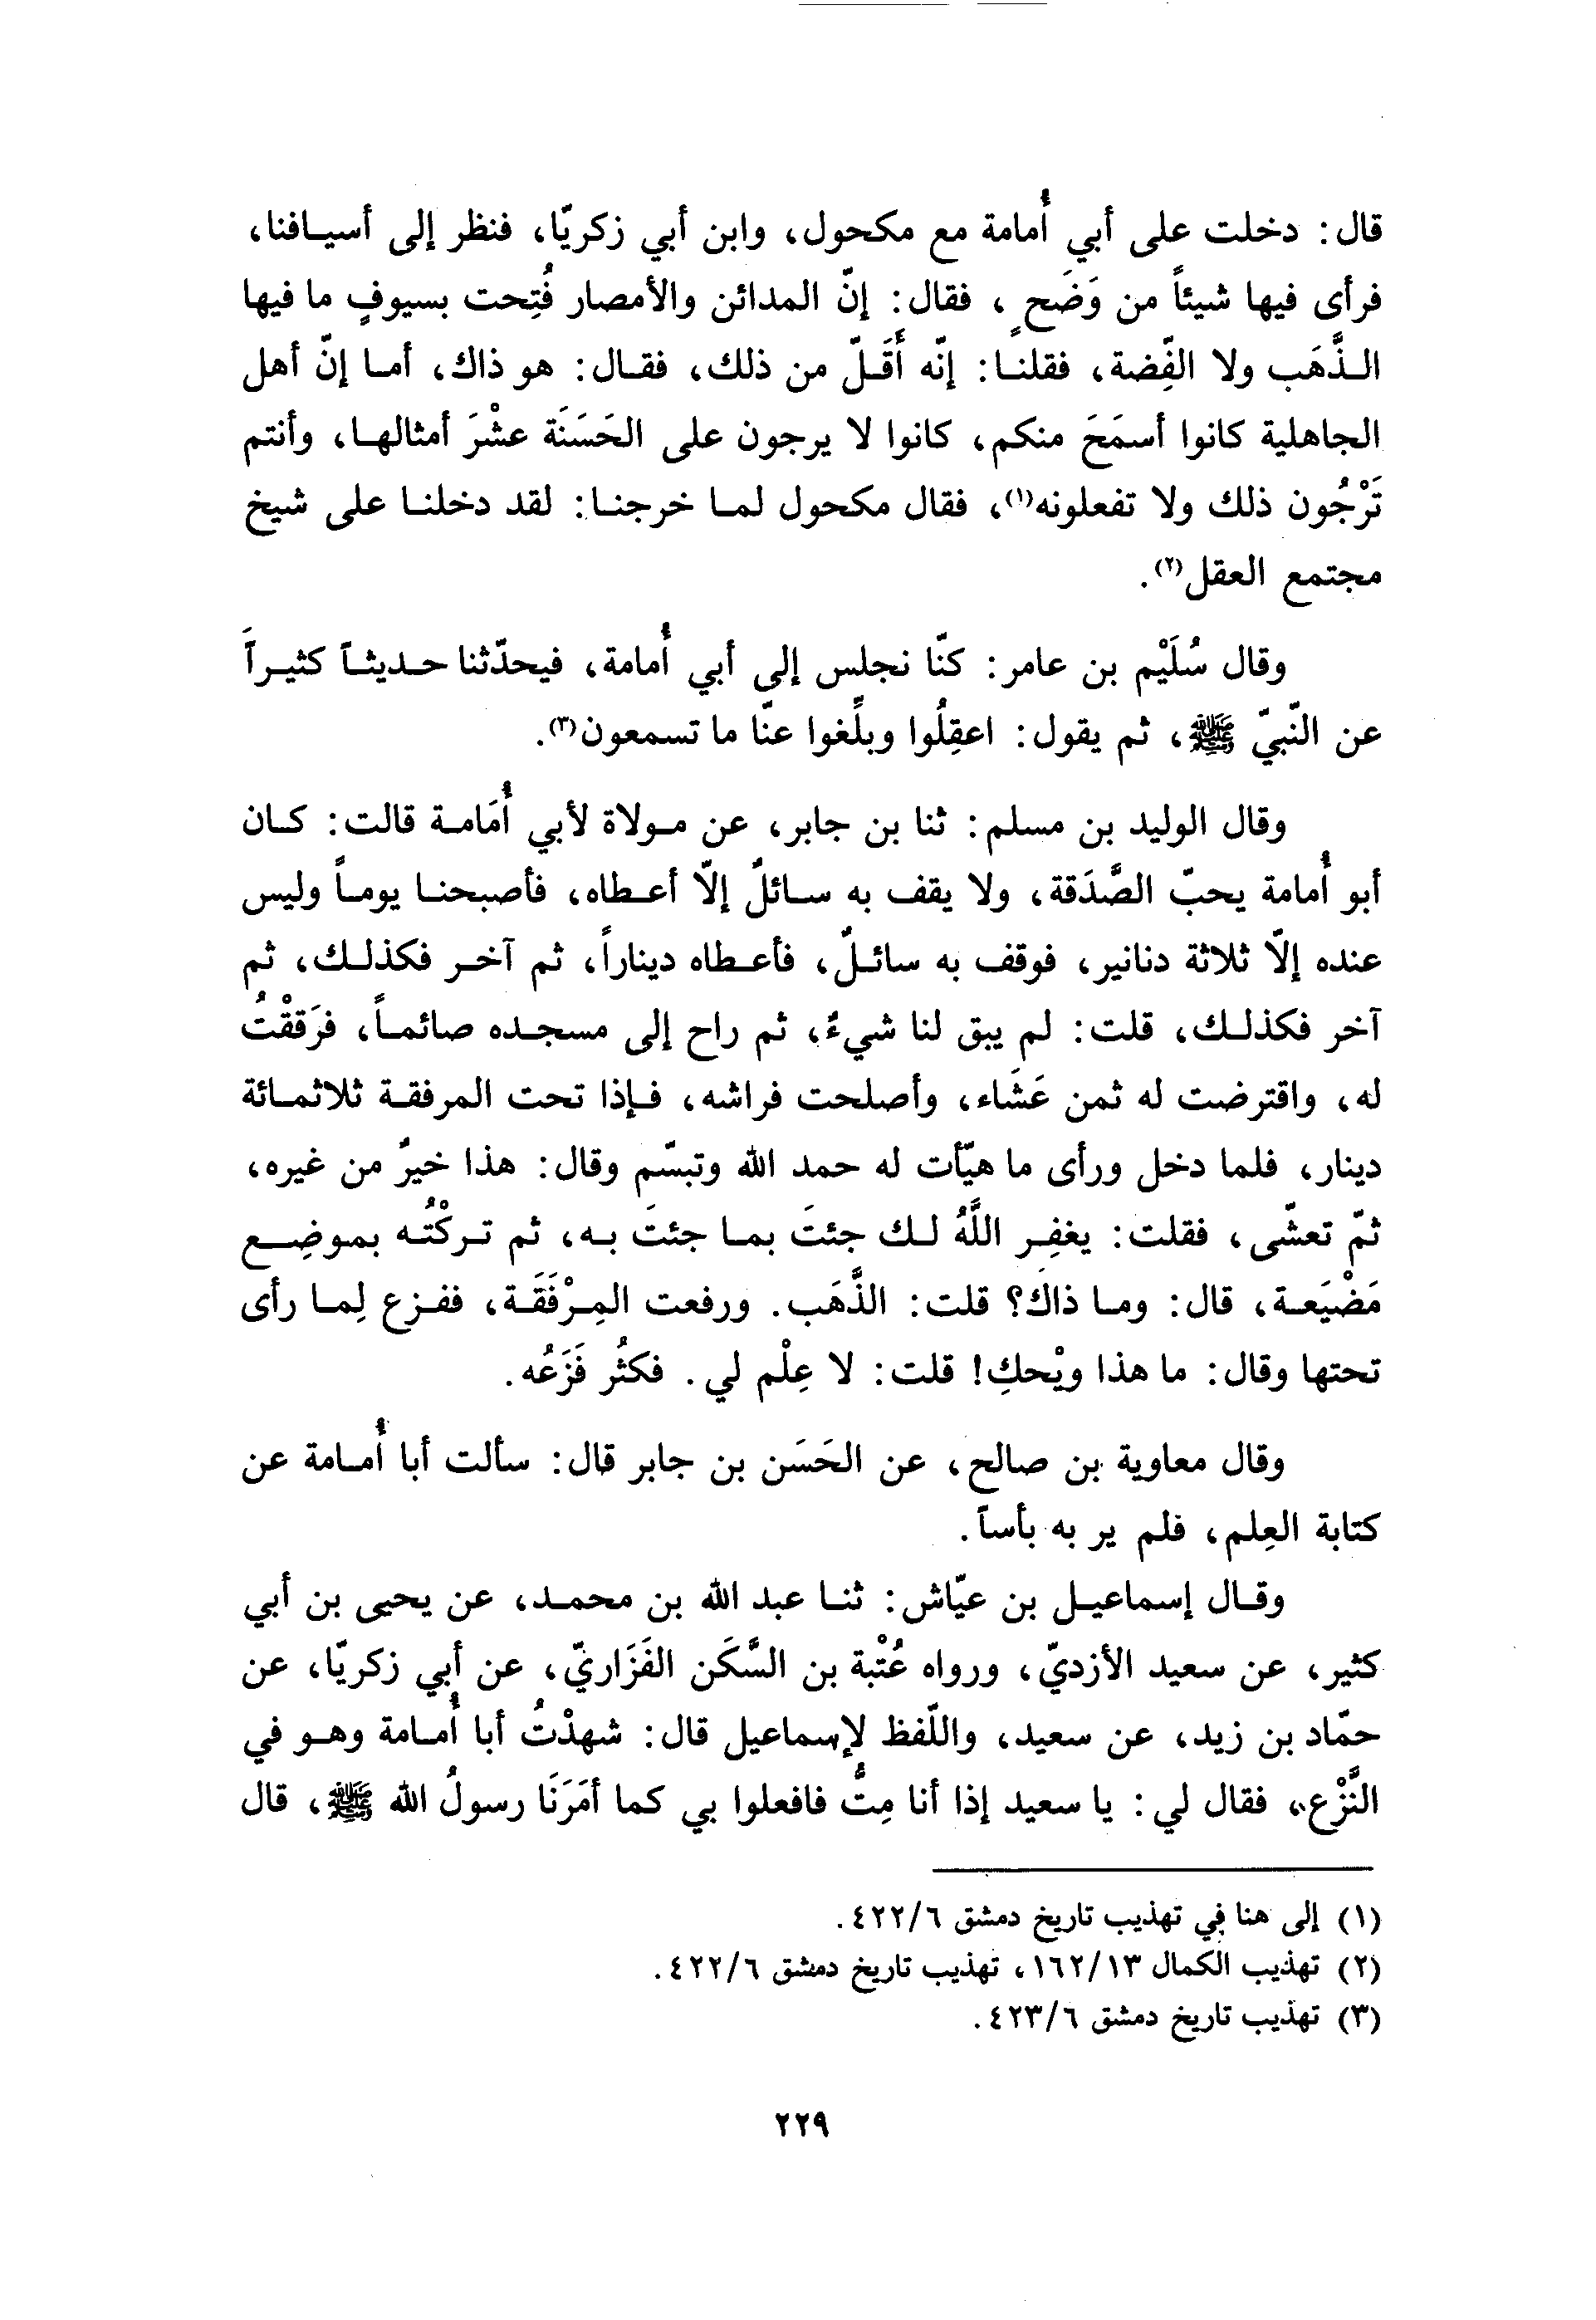 قال: دخلت على أبي أُمامة مع مكحول، وابن أبي زكريّا، فنظر إلى أسيافنا،
فرأى فيها شيئاً من وَضَحٍ، فقال: إنّ المدائن والأمصار فُتِحت بسيوفٍ ما فيها
الذَّهَب ولا الفِّضة، فقلنا: إنّه أَقَلّ من ذلك، فقال: هو ذاك، أما إنّ أهل
الجاهلية كانوا أسمَحَ منكم، كانوا لا يرجون على الحَسَنَة عشْرَ أمثالها، وأنتم
تَرْجُون ذلك ولا تفعلونه(١)، فقال مكحول لما خرجنا: لقد دخلنا على شيخ
مجتمع العقل(٢).
وقال سُلَيْم بن عامر: كنّا نجلس إلى أبي أُمامة، فيحدّثنا حديثاً كثيراً
عن النّبيّ ﷺ، ثم يقول: اعقِلُوا وبلِّغوا عنّا ما تسمعون(٣).
وقال الوليد بن مسلم: ثنا بن جابر، عن مولاة لأبي أُمَامة قالت: كان
أبو أُمامة يحبّ الصَّدَقة، ولا يقف به سائلٌ إلّا أعطاه، فأصبحنا يوماً وليس
عنده إلّا ثلاثة دنانير، فوقف به سائلٌ، فأعطاه ديناراً، ثم آخر فكذلك، ثم
آخر فكذلك، قلت: لم يبق لنا شيءٌ، ثم راح إلى مسجده صائماً، فرَققْتُ
له، واقترضت له ثمن عَشَاء، وأصلحت فراشه، فإذا تحت المرفقة ثلاثمائة
دينار، فلما دخل ورأى ما هيّأت له حمد الله وتبسّم وقال: هذا خيرٌ من غيره،
ثمّ تعشّى، فقلت: يغفِر اللَّهُ لك جئتَ بما جئتَ به، ثم تركْتُه بموضِع
مَضْيَعة، قال: وما ذاك؟ قلت: الذَّهَب. ورفعت المِرْفَقَة، ففزع لِما رأى
تحتها وقال: ما هذا ويْحكِ! قلت: لا عِلْم لي. فكثُر فَزَعُه.
وقال معاوية بن صالح، عن الحَسَن بن جابر قال: سألت أبا أُمامة عن
كتابة العِلم، فلم ير به بأساً.
وقال إسماعيل بن عيّاش: ثنا عبد الله بن محمد، عن يحيى بن أبي
كثير، عن سعيد الأزديّ، ورواه عُتْبة بن السَّكَن الفَزَاريّ، عن أبي زكريّا، عن
حمّاد بن زيد، عن سعيد، واللّفظ لإسماعيل قال: شهدْتُ أبا أُمامة وهو في
النَّزْع، فقال لي: يا سعيد إذا أنا مِتُّ فافعلوا بي كما أمَرَنَا رسولُ الله ﷺ، قال
(١) إلى هنا في تهذيب تاريخ دمشق ٤٢٢/٦.
(٢) تهذيب الكمال ١٦٢/١٣، تهذيب تاريخ دمشق ٤٢٢/٦.
(٣) تهذيب تاريخ دمشق ٤٢٣/٦.
٢٢٩